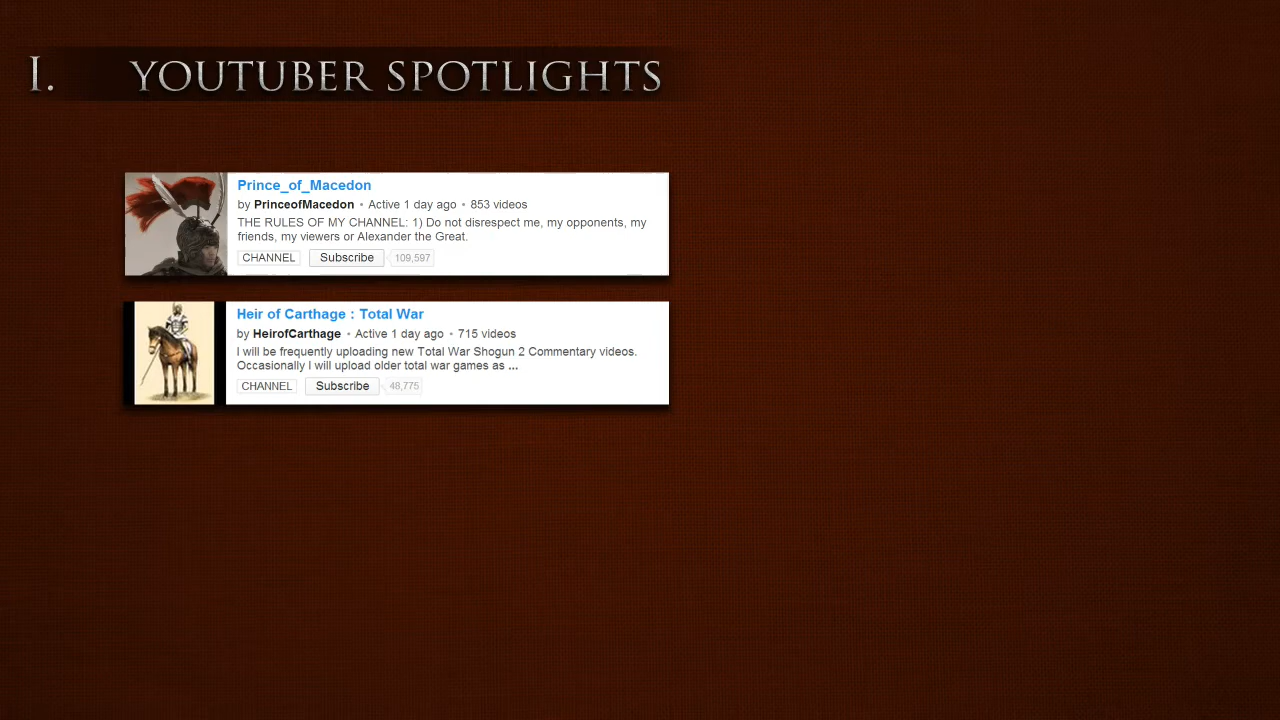 I. YOUTUBER SPOTLIGHTS
Prince_of_Macedon
by PrinceofMacedon • Active 1 day ago • 853 videos
THE RULES OF MY CHANNEL: 1) Do not disrespect me, my opponents, my
friends, my viewers or Alexander the Great.
CHANNEL Subscribe 109,597
Heir of Carthage : Total War
by HeirofCarthage • Active 1 day ago • 715 videos
I will be frequently uploading new Total War Shogun 2 Commentary videos.
Occasionally I will upload older total war games as ...
CHANNEL Subscribe 48,775